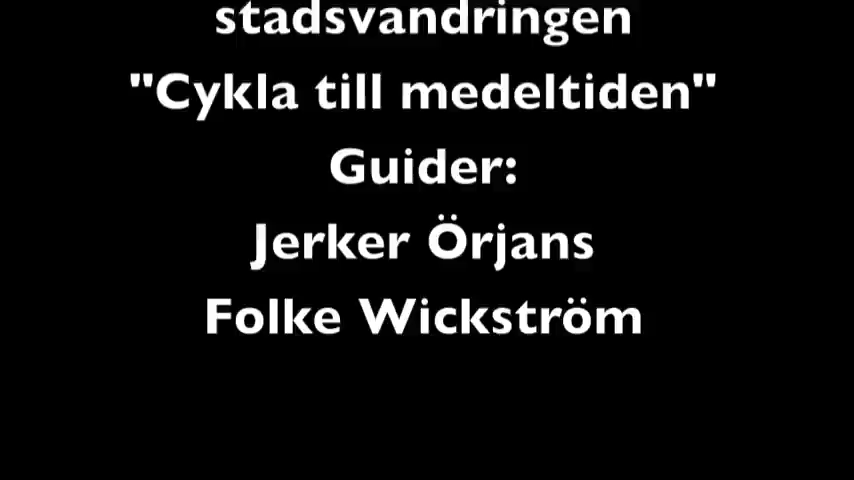 stadsvandringen
"Cykla till medeltiden"
Guider:
Jerker Örjans
Folke Wickström